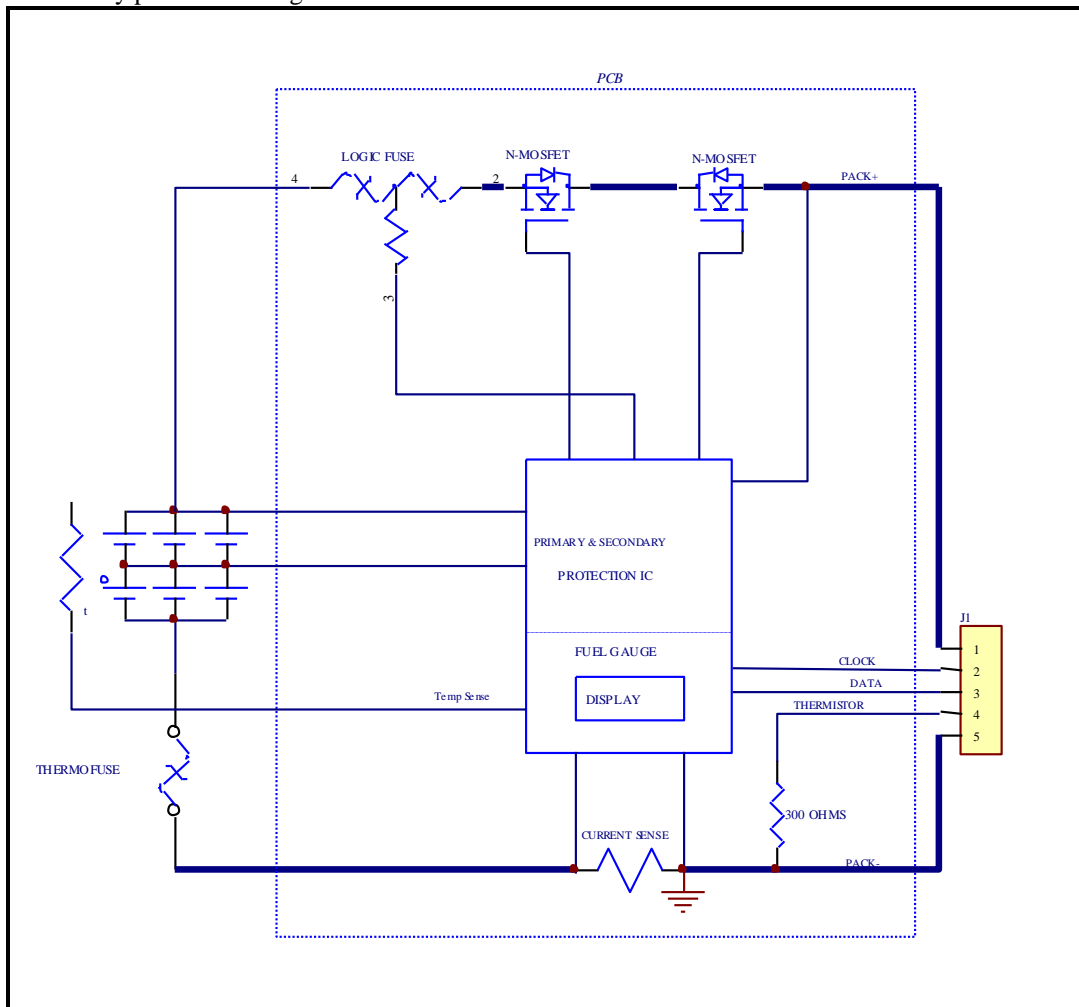 PCB
LOGIC FUSE
N-MOSFET
N-MOSFET
4
2
PACK+
3
PRIMARY & SECONDARY
PROTECTION IC
t
J1
1
FUEL GAUGE
CLOCK
2
DATA
3
DISPLAY
Temp Sense
THERMISTOR
4
5
THERMOFUSE
300 OHMS
CURRENT SENSE
PACK-